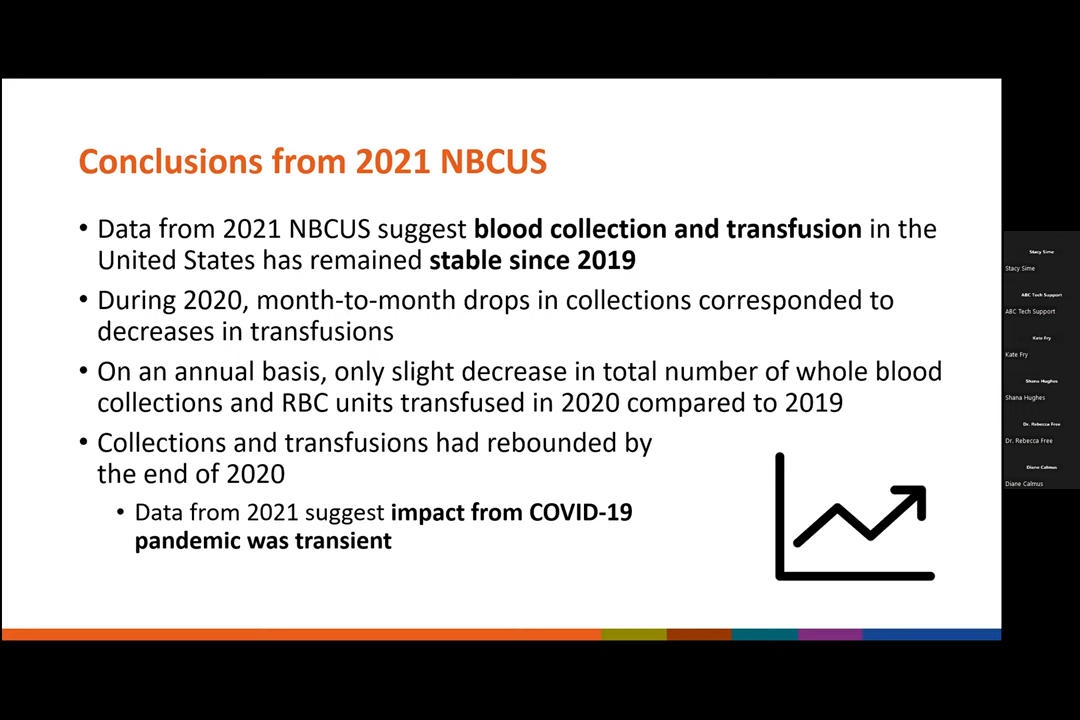 Conclusions from 2021 NBCUS
• Data from 2021 NBCUS suggest blood collection and transfusion in the
United States has remained stable since 2019
• During 2020, month-to-month drops in collections corresponded to
decreases in transfusions
• On an annual basis, only slight decrease in total number of whole blood
collections and RBC units transfused in 2020 compared to 2019
• Collections and transfusions had rebounded by
the end of 2020
• Data from 2021 suggest impact from COVID-19
pandemic was transient
Stacy Sime
Stacy Sime
ABC Tech Support
ABC Tech Support
Kate Fry
Kate Fry
Shana Hughes
Shana Hughes
Dr. Rebecca Free
Dr. Rebecca Free
Diane Calmus
Diane Calmus